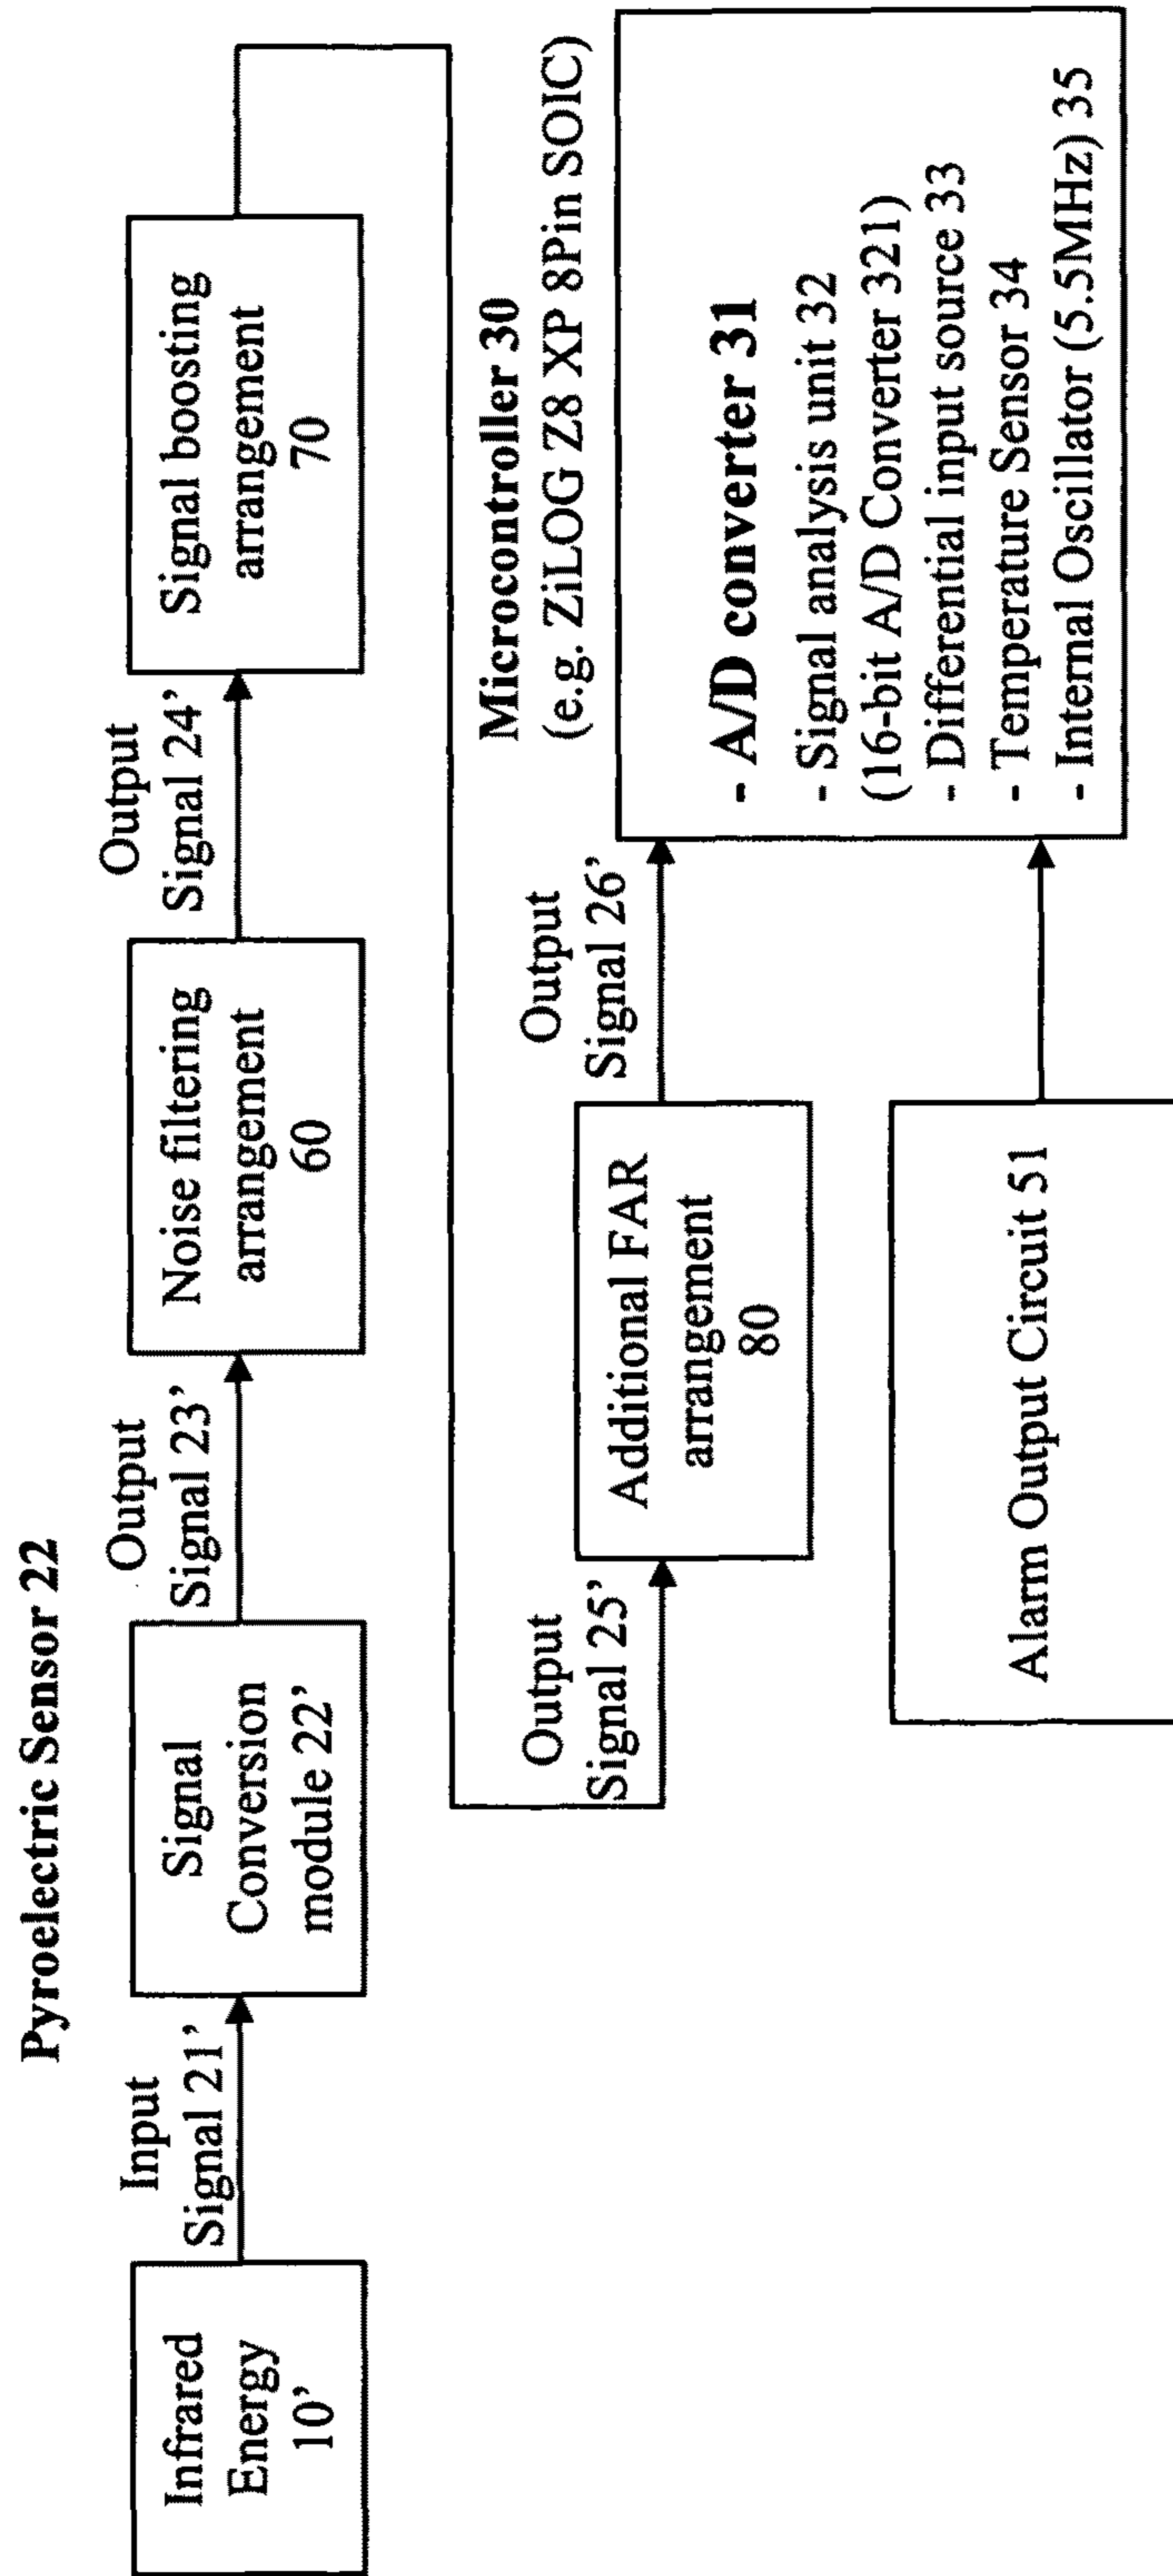 Pyroelectric Sensor 22
Infrared
Energy
10’
Input
Signal 21’
Signal
Conversion
module 22’
Output
Signal 23’
Noise filtering
arrangement
60
Output
Signal 24’
Signal boosting
arrangement
70
Output
Signal 25’
Additional FAR
arrangement
80
Output
Signal 26’
Microcontroller 30
(e.g. ZiLOG Z8 XP 8Pin SOIC)
- A/D converter 31
- Signal analysis unit 32
(16-bit A/D Converter 321)
- Differential input source 33
- Temperature Sensor 34
- Internal Oscillator (5.5MHz) 35
Alarm Output Circuit 51